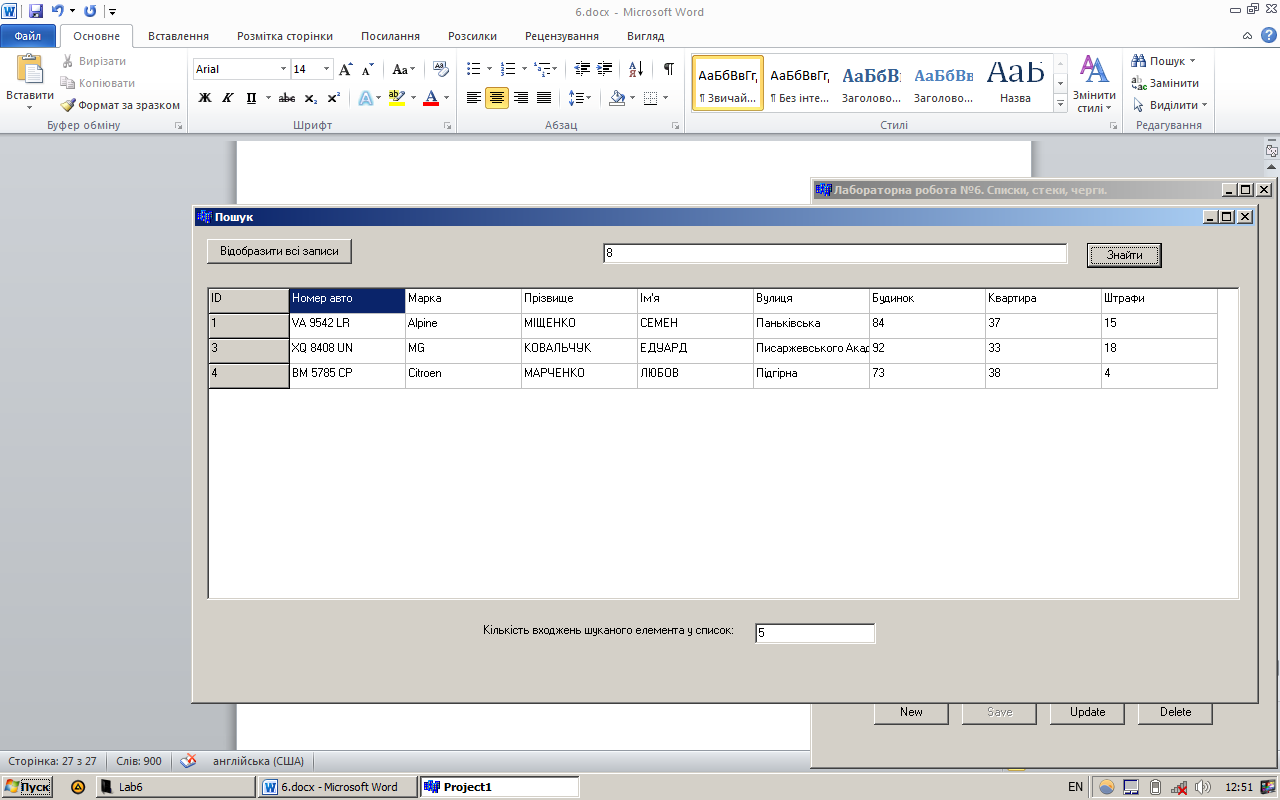 6.docx - Microsoft Word
Файл Основне Вставлення Розмітка сторінки Посилання Розсилки Рецензування Вигляд
Вставити
Вирізати
Копіювати
Формат за зразком
Буфер обміну
Arial 14
Шрифт
Абзац
АаБбВвГг, АаБбВвГг, АаБбВ АаБбВв АаБ
¶ Звичай... ¶ Без інте... Заголово... Заголово... Назва
Змінити стилі
Стилі
Пошук
Замінити
Виділити
Редагування
Лабораторна робота №6. Списки, стеки, черги.
Пошук
Відобразити всі записи 8 Знайти
ID Номер авто Марка Прізвище Ім'я Вулиця Будинок Квартира Штрафи
1 VA 9542 LR Alpine МІЩЕНКО СЕМЕН Паньківська 84 37 15
3 XQ 8408 UN MG КОВАЛЬЧУК ЕДУАРД Писаржевського Акад 92 33 18
4 BM 5785 CP Citroen МАРЧЕНКО ЛЮБОВ Підгірна 73 38 4
Кількість входжень шуканого елемента у список: 5
New Save Update Delete
Сторінка: 27 з 27 Слів: 900 англійська (США)
Пуск Lab6 6.docx - Microsoft Word Project1 EN 12:51